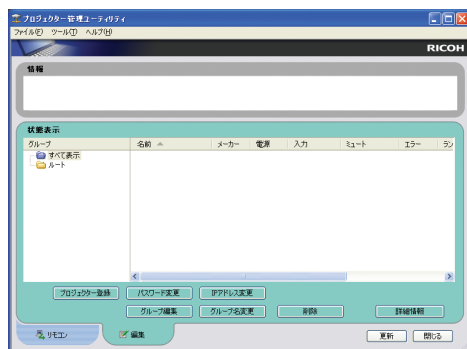 プロジェクター管理ユーティリティ
ファイル(F) ツール(T) ヘルプ(H)
RICOH
情報
状態表示
グループ 名前 メーカー 電源 入力 ミュート エラー ラン
すべて表示
ルート
プロジェクター登録 パスワード変更 IPアドレス変更
グループ編集 グループ名変更 削除 詳細情報
リモコン 編集 更新 閉じる